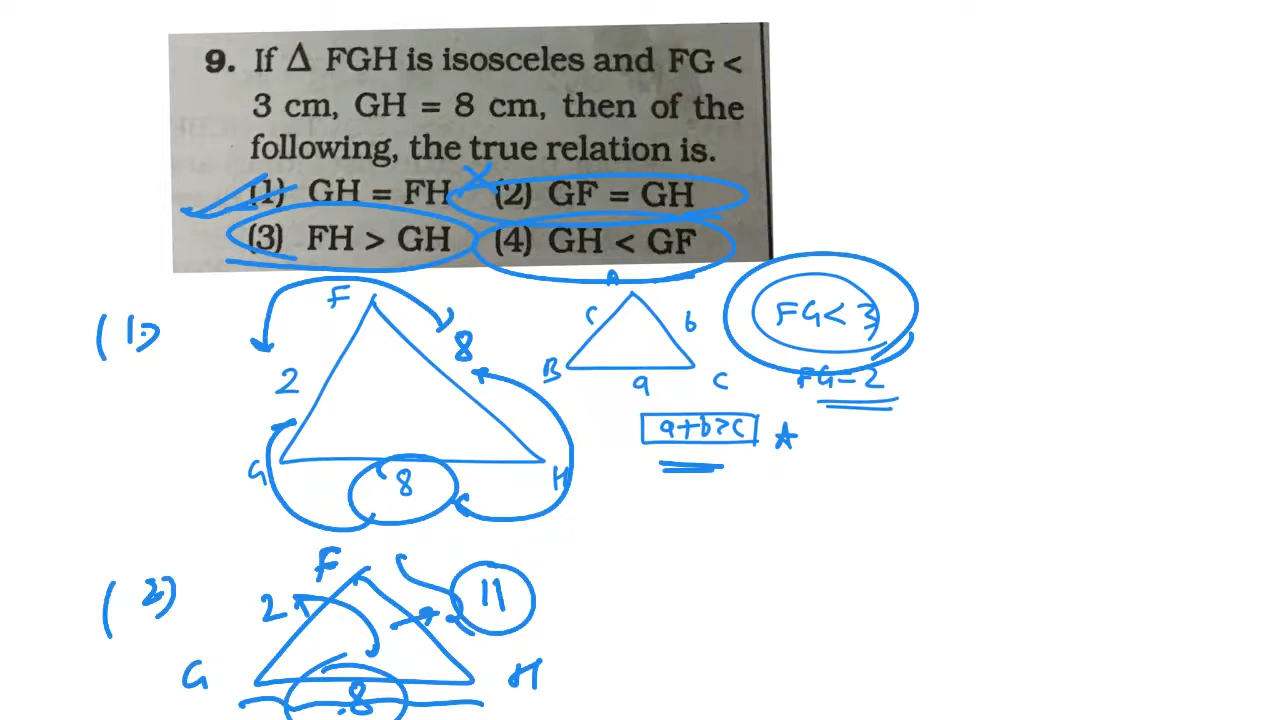 9. If Δ FGH is isosceles and FG <
3 cm, GH = 8 cm, then of the
following, the true relation is.
(1) GH = FH (2) GF = GH
(3) FH > GH (4) GH < GF
(1)
F
2
8
G
8
H
A
c
b
B
a
C
a+b>c
FG< 3
FG=2
(2)
F
2
11
G
8
H